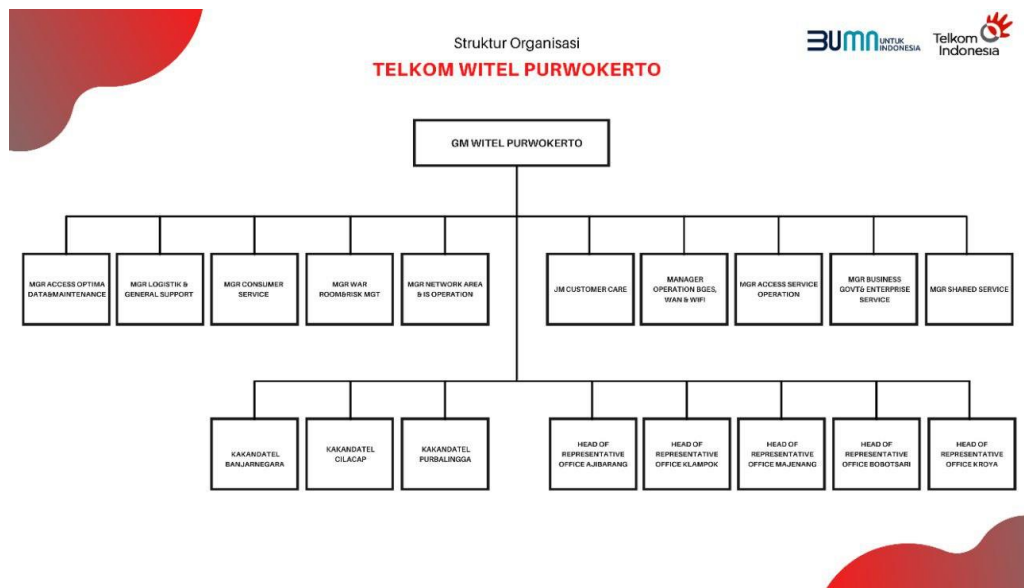 Struktur Organisasi
TELKOM WITEL PURWOKERTO
BUMN UNTUK
INDONESIA
Telkom
Indonesia
GM WITEL PURWOKERTO
MGR ACCESS OPTIMA
DATA&MAINTENANCE
MGR LOGISTIK &
GENERAL SUPPORT
MGR CONSUMER
SERVICE
MGR WAR
ROOM&RISK MGT
MGR NETWORK AREA
& IS OPERATION
JM CUSTOMER CARE
MANAGER
OPERATION BGES,
WAN & WIFI
MGR ACCESS SERVICE
OPERATION
MGR BUSINESS
GOVT& ENTERPRISE
SERVICE
MGR SHARED SERVICE
KAKANDATEL
BANJARNEGARA
KAKANDATEL
CILACAP
KAKANDATEL
PURBALINGGA
HEAD OF
REPRESENTATIVE
OFFICE AJIBARANG
HEAD OF
REPRESENTATIVE
OFFICE KLAMPOK
HEAD OF
REPRESENTATIVE
OFFICE MAJENANG
HEAD OF
REPRESENTATIVE
OFFICE BOBOTSARI
HEAD OF
REPRESENTATIVE
OFFICE KROYA